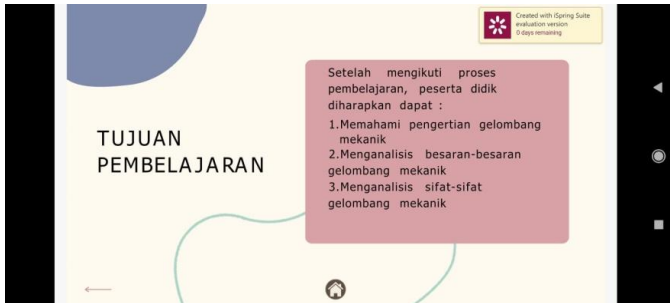 Created with iSpring Suite
evaluation version
0 days remaining
TUJUAN
PEMBELAJARAN
Setelah mengikuti proses
pembelajaran, peserta didik
diharapkan dapat :
1.Memahami pengertian gelombang
mekanik
2.Menganalisis besaran-besaran
gelombang mekanik
3.Menganalisis sifat-sifat
gelombang mekanik